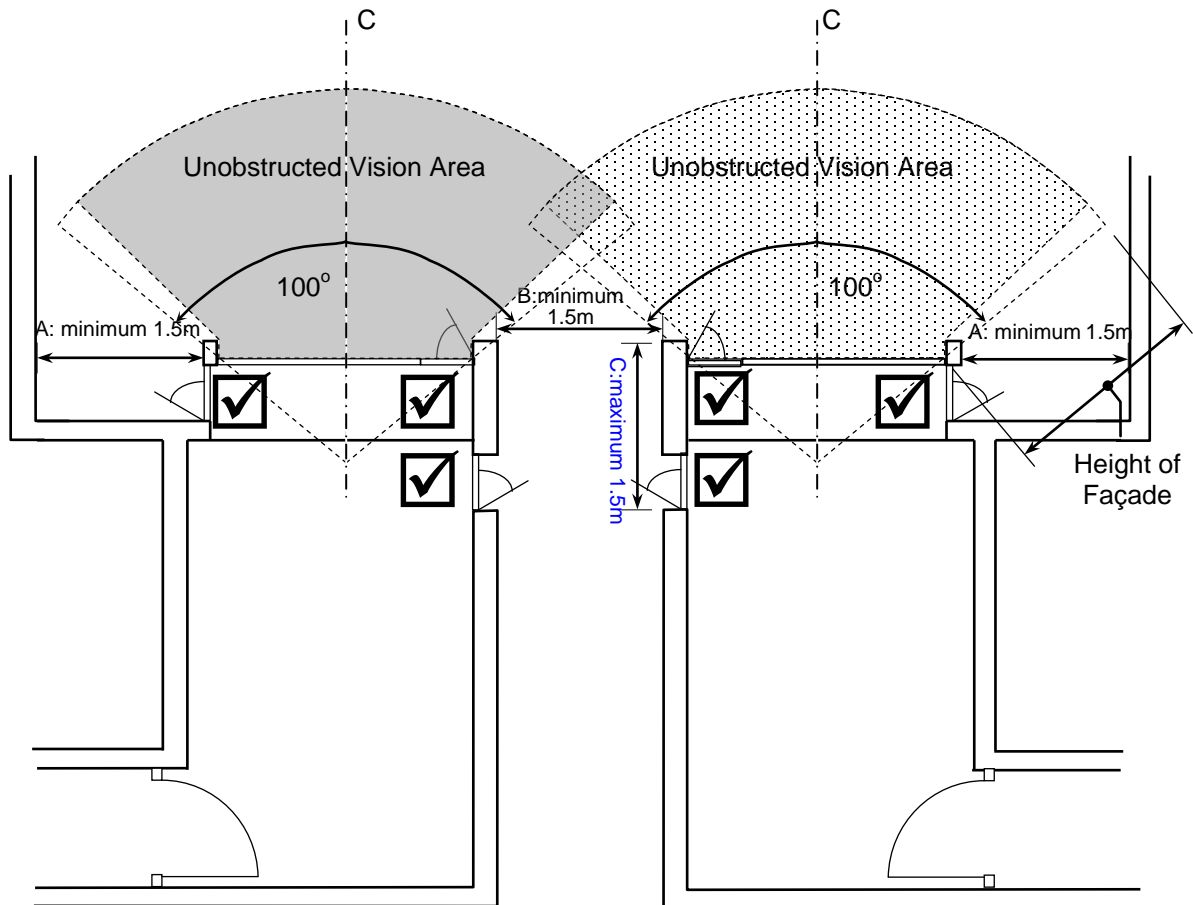 C
C
Unobstructed Vision Area
Unobstructed Vision Area
100°
B:minimum
1.5m
100°
A: minimum 1.5m
A: minimum 1.5m
C:maximum 1.5m
Height of
Façade